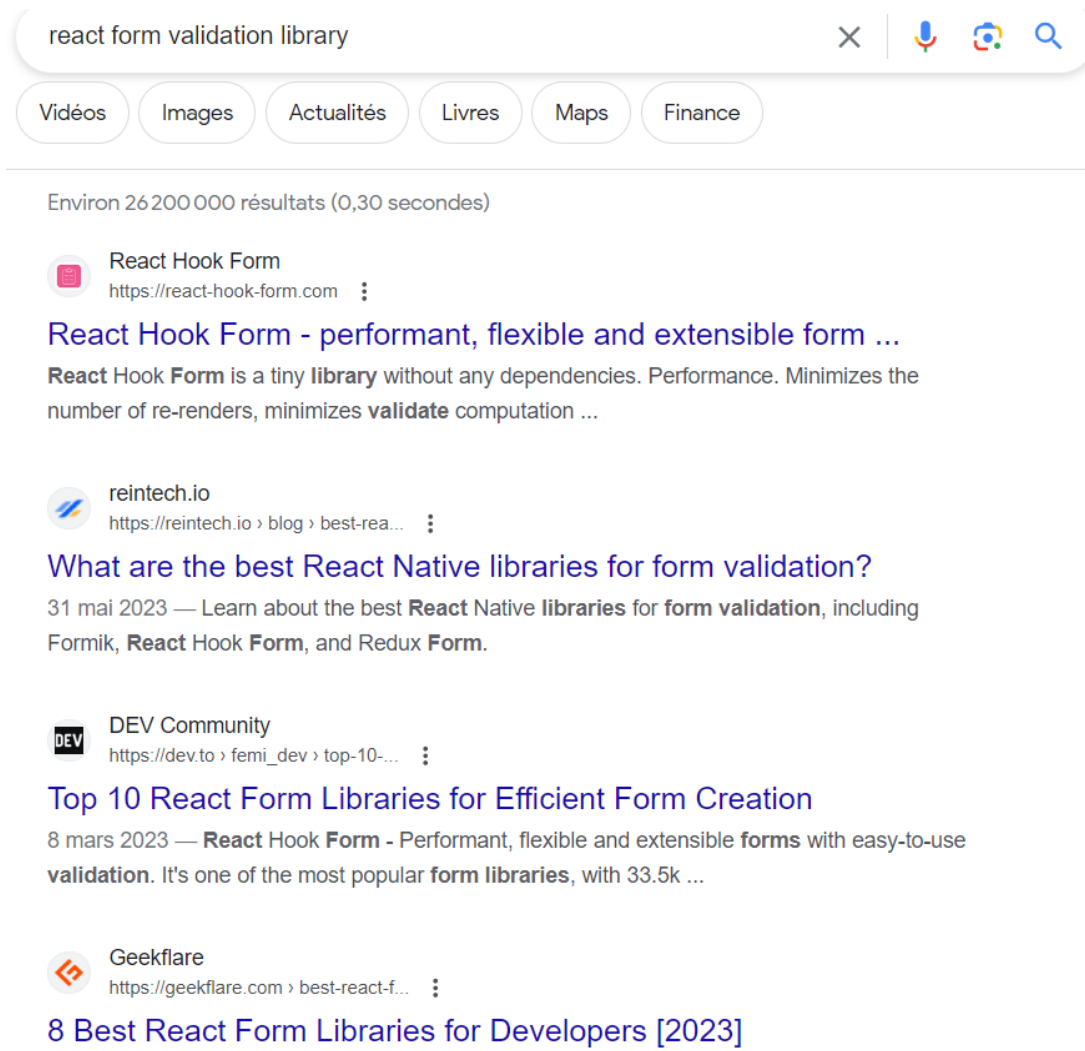 react form validation library
Vidéos Images Actualités Livres Maps Finance
Environ 26 200 000 résultats (0,30 secondes)
React Hook Form
https://react-hook-form.com
React Hook Form - performant, flexible and extensible form ...
React Hook Form is a tiny library without any dependencies. Performance. Minimizes the
number of re-renders, minimizes validate computation ...
reintech.io
https://reintech.io › blog › best-rea...
What are the best React Native libraries for form validation?
31 mai 2023 — Learn about the best React Native libraries for form validation, including
Formik, React Hook Form, and Redux Form.
DEV
DEV Community
https://dev.to › femi_dev › top-10-...
Top 10 React Form Libraries for Efficient Form Creation
8 mars 2023 — React Hook Form - Performant, flexible and extensible forms with easy-to-use
validation. It's one of the most popular form libraries, with 33.5k ...
Geekflare
https://geekflare.com › best-react-f...
8 Best React Form Libraries for Developers [2023]